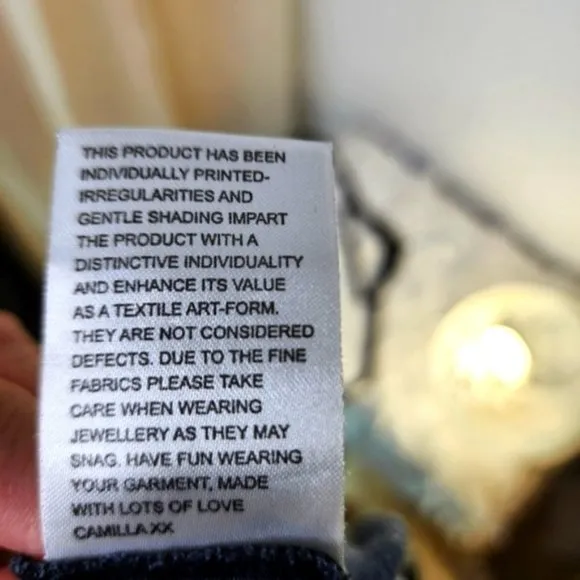 THIS PRODUCT HAS BEEN
INDIVIDUALLY PRINTED-
IRREGULARITIES AND
GENTLE SHADING IMPART
THE PRODUCT WITH A
DISTINCTIVE INDIVIDUALITY
AND ENHANCE ITS VALUE
AS A TEXTILE ART-FORM.
THEY ARE NOT CONSIDERED
DEFECTS. DUE TO THE FINE
FABRICS PLEASE TAKE
CARE WHEN WEARING
JEWELLERY AS THEY MAY
SNAG. HAVE FUN WEARING
YOUR GARMENT, MADE
WITH LOTS OF LOVE
CAMILLA XX